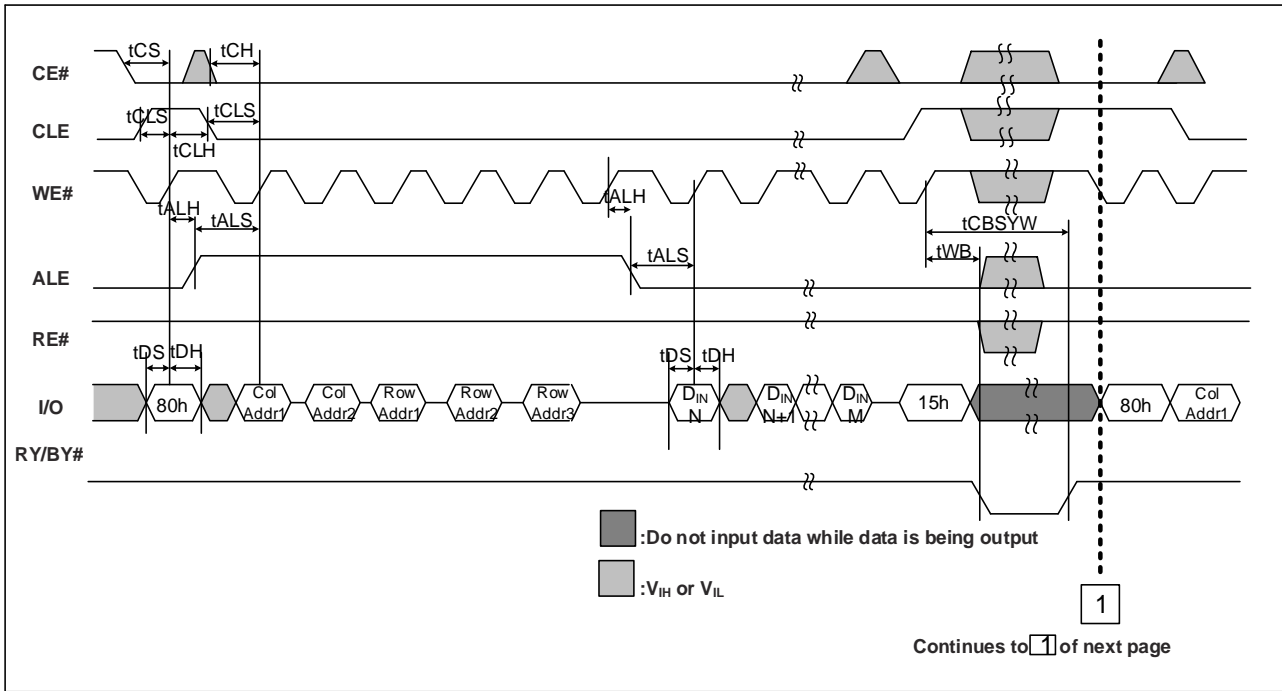 tCS
tCH
CE#
tCLS
tCLS
CLE
tCLH
WE#
tALH
tALH
tALS
tCBSYW
tWB
tALS
ALE
RE#
tDS
tDH
tDS
tDH
I/O
80h
Col Addr1
Col Addr2
Row Addr1
Row Addr2
Row Addr3
DIN N
DIN N+1
DIN M
15h
80h
Col Addr1
RY/BY#
:Do not input data while data is being output
:VIH or VIL
1
Continues to 1 of next page